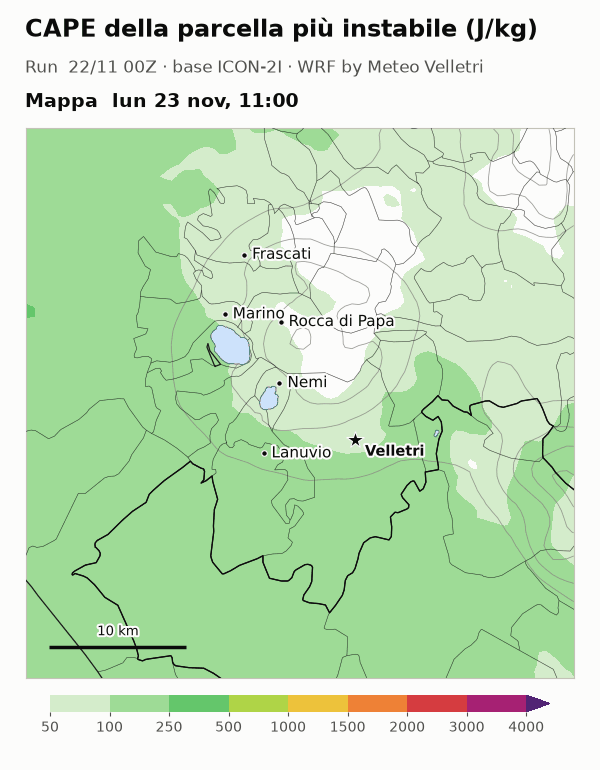 CAPE della parcella più instabile (J/kg)
Run  22/11 00Z · base ICON-2I · WRF by Meteo Velletri
Mappa  lun 23 nov, 11:00
Frascati
Marino
Rocca di Papa
Nemi
Velletri
Lanuvio
10 km
50 100 250 500 1000 1500 2000 3000 4000